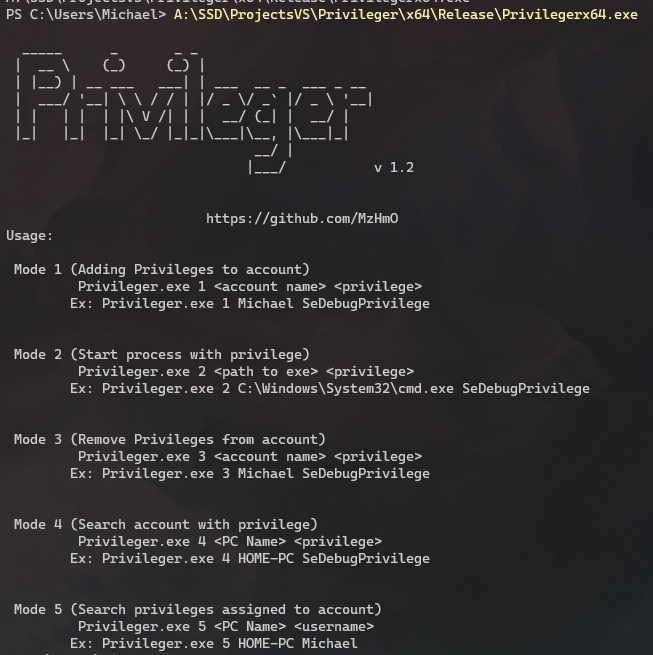 PS C:\Users\Michael> A:\SSD\ProjectsVS\Privileger\x64\Release\Privilegerx64.exe
Privileger
v 1.2
https://github.com/MzHmO
Usage:
Mode 1 (Adding Privileges to account)
Privileger.exe 1 <account name> <privilege>
Ex: Privileger.exe 1 Michael SeDebugPrivilege
Mode 2 (Start process with privilege)
Privileger.exe 2 <path to exe> <privilege>
Ex: Privileger.exe 2 C:\Windows\System32\cmd.exe SeDebugPrivilege
Mode 3 (Remove Privileges from account)
Privileger.exe 3 <account name> <privilege>
Ex: Privileger.exe 3 Michael SeDebugPrivilege
Mode 4 (Search account with privilege)
Privileger.exe 4 <PC Name> <privilege>
Ex: Privileger.exe 4 HOME-PC SeDebugPrivilege
Mode 5 (Search privileges assigned to account)
Privileger.exe 5 <PC Name> <username>
Ex: Privileger.exe 5 HOME-PC Michael